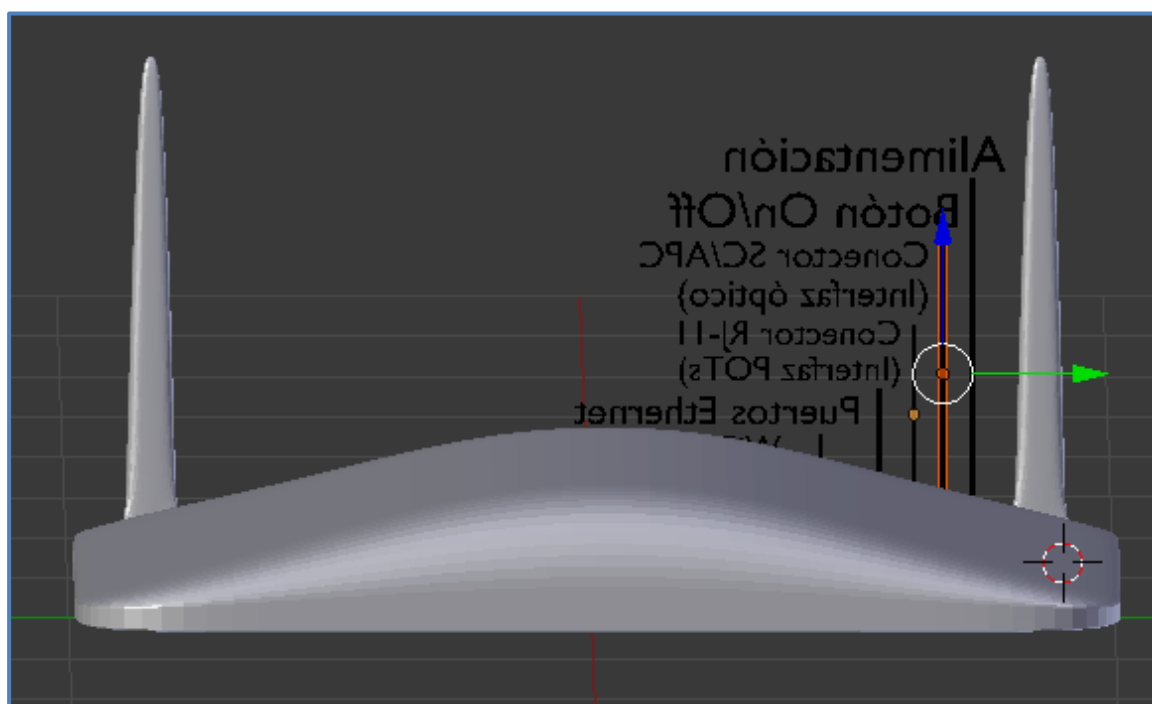 Alimentación
Botón On/Off
Conector SC/APC
(Interfaz óptico)
Conector RJ-11
(Interfaz POTs)
Puertos Ethernet